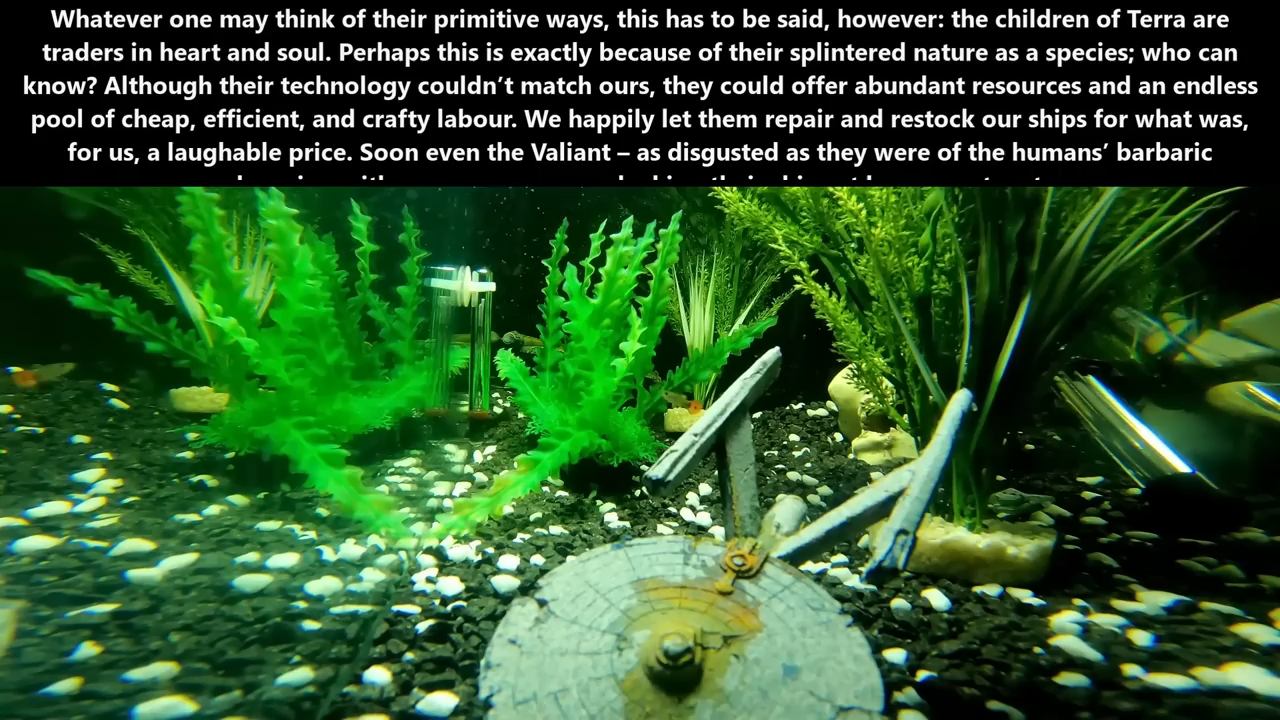 Whatever one may think of their primitive ways, this has to be said, however: the children of Terra are
traders in heart and soul. Perhaps this is exactly because of their splintered nature as a species; who can
know? Although their technology couldn’t match ours, they could offer abundant resources and an endless
pool of cheap, efficient, and crafty labour. We happily let them repair and restock our ships for what was,
for us, a laughable price. Soon even the Valiant – as disgusted as they were of the humans’ barbaric